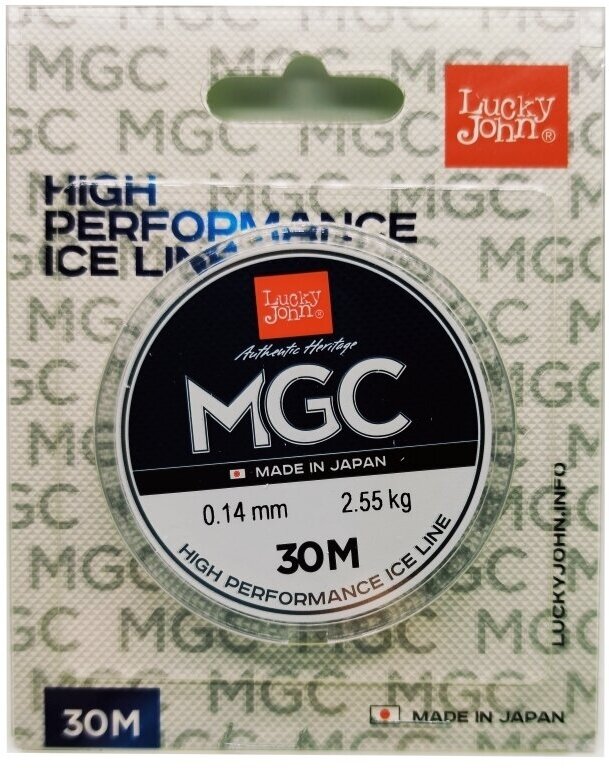 Lucky
John®
HIGH
PERFORMANCE
ICE LINE
Lucky
John®
Authentic Heritage
MGC
MADE IN JAPAN
0.14 mm 2.55 kg
30M
HIGH PERFORMANCE ICE LINE
LUCKYJOHN.INFO
30M
MADE IN JAPAN